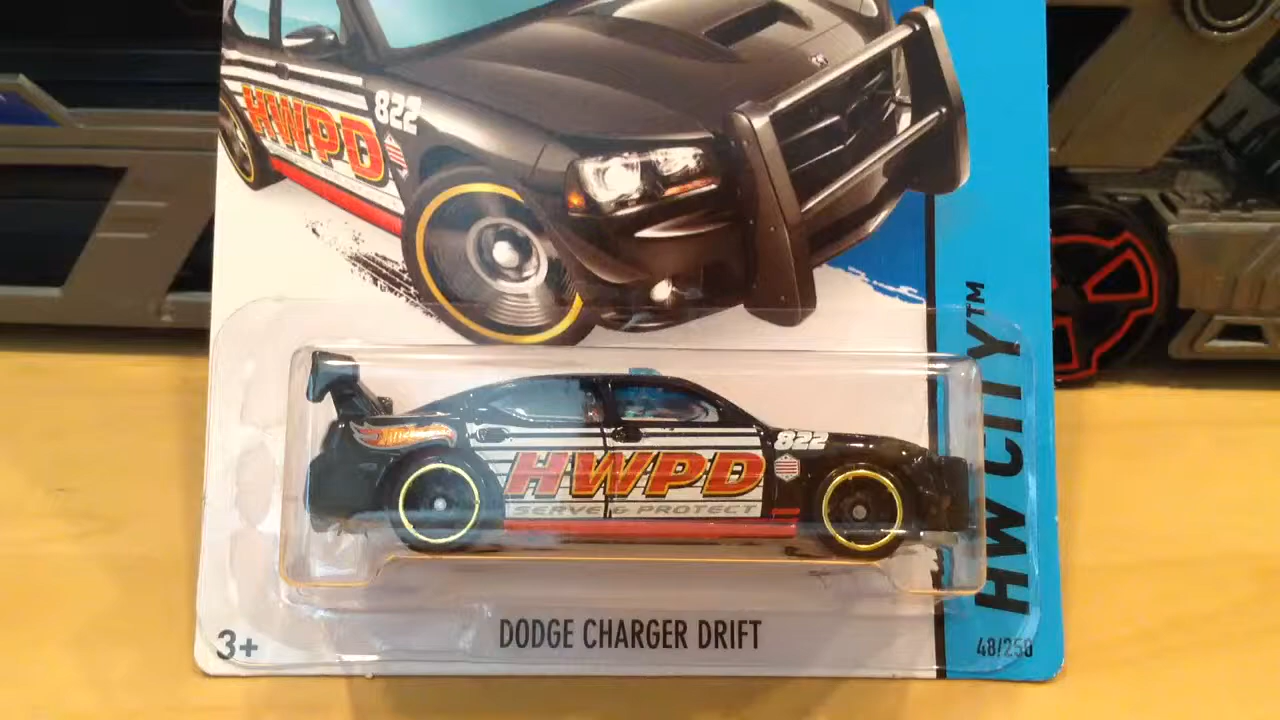 822
HWPD
822
HWPD
SERVE & PROTECT
HW CITY™
3+
DODGE CHARGER DRIFT
48/250